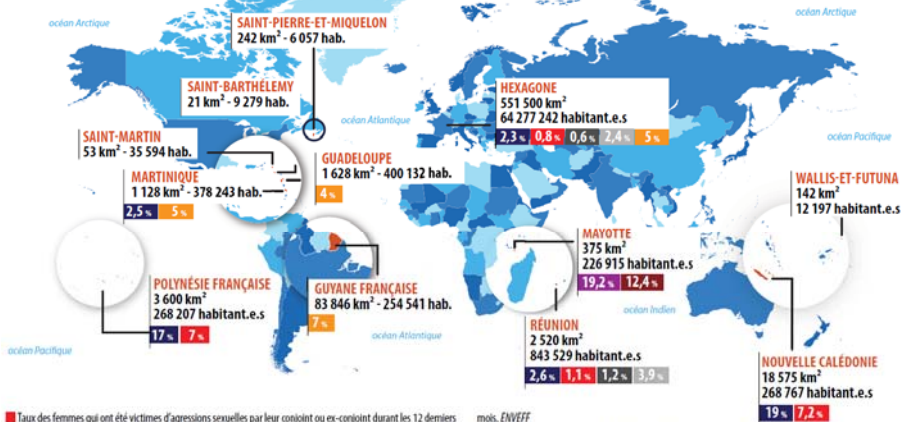 océan Arctique
océan Arctique
SAINT-PIERRE-ET-MIQUELON
242 km² - 6 057 hab.
SAINT-BARTHÉLEMY
21 km² - 9 279 hab.
HEXAGONE
551 500 km²
64 277 242 habitant.e.s
2,3 % 0,8 % 0,6 % 2,4 % 5 %
océan Atlantique
océan Pacifique
SAINT-MARTIN
53 km² - 35 594 hab.
GUADELOUPE
1 628 km² - 400 132 hab.
4 %
MARTINIQUE
1 128 km² - 378 243 hab.
2,5 % 5 %
WALLIS-ET-FUTUNA
142 km²
12 197 habitant.e.s
MAYOTTE
375 km²
226 915 habitant.e.s
19,2 % 12,4 %
POLYNÉSIE FRANÇAISE
3 600 km²
268 207 habitant.e.s
17 % 7 %
GUYANE FRANÇAISE
83 846 km² - 254 541 hab.
7 %
océan Indien
océan Atlantique
océan Pacifique
RÉUNION
2 520 km²
843 529 habitant.e.s
2,6 % 1,1 % 1,2 % 3,9 %
NOUVELLE CALÉDONIE
18 575 km²
268 767 habitant.e.s
19 % 7,2 %
Taux des femmes qui ont été victimes d'agressions sexuelles par leur conjoint ou ex-conjoint durant les 12 derniers
mois. ENVEFF